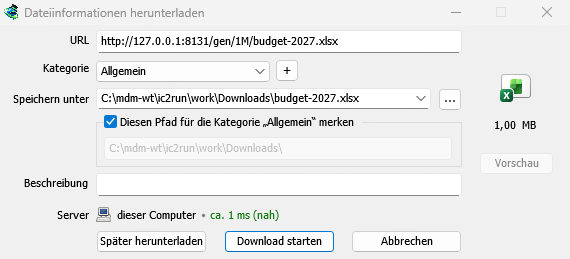 Dateiinformationen herunterladen
URL http://127.0.0.1:8131/gen/1M/budget-2027.xlsx
Kategorie Allgemein +
Speichern unter C:\mdm-wt\ic2run\work\Downloads\budget-2027.xlsx ...
1,00 MB
Diesen Pfad für die Kategorie „Allgemein“ merken
C:\mdm-wt\ic2run\work\Downloads\
Vorschau
Beschreibung
Server dieser Computer • ca. 1 ms (nah)
Später herunterladen Download starten Abbrechen